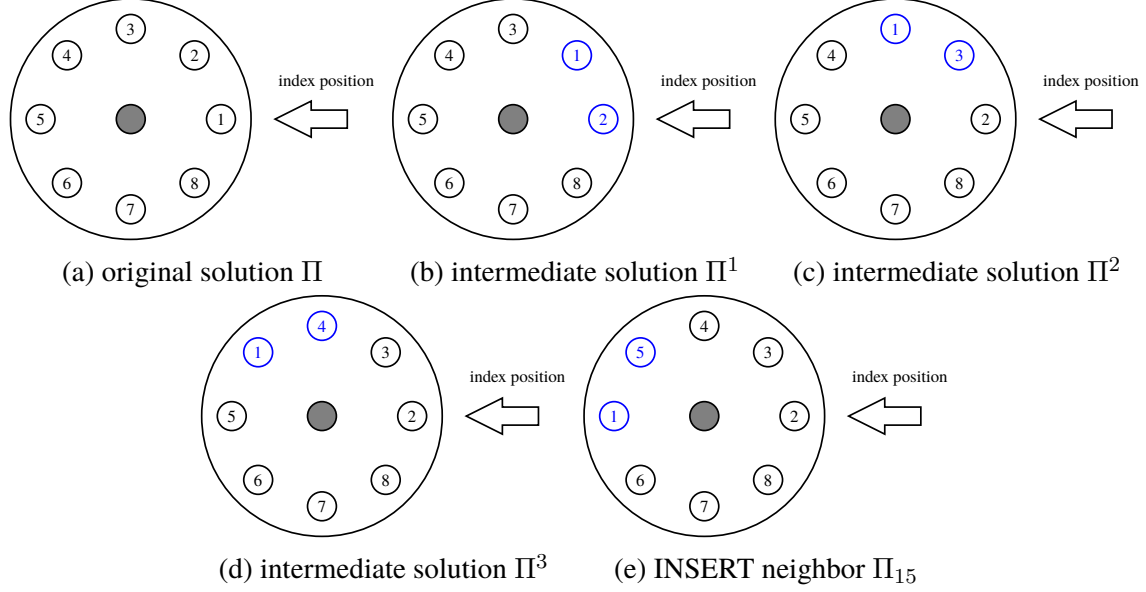 3
4 2
index position
5 1
6 8
7
(a) original solution Π
3
4 1
index position
5 2
6 8
7
(b) intermediate solution Π¹
1
4 3
index position
5 2
6 8
7
(c) intermediate solution Π²
4
1 3
index position
5 2
6 8
7
(d) intermediate solution Π³
4
5 3
index position
1 2
6 8
7
(e) INSERT neighbor Π₁₅